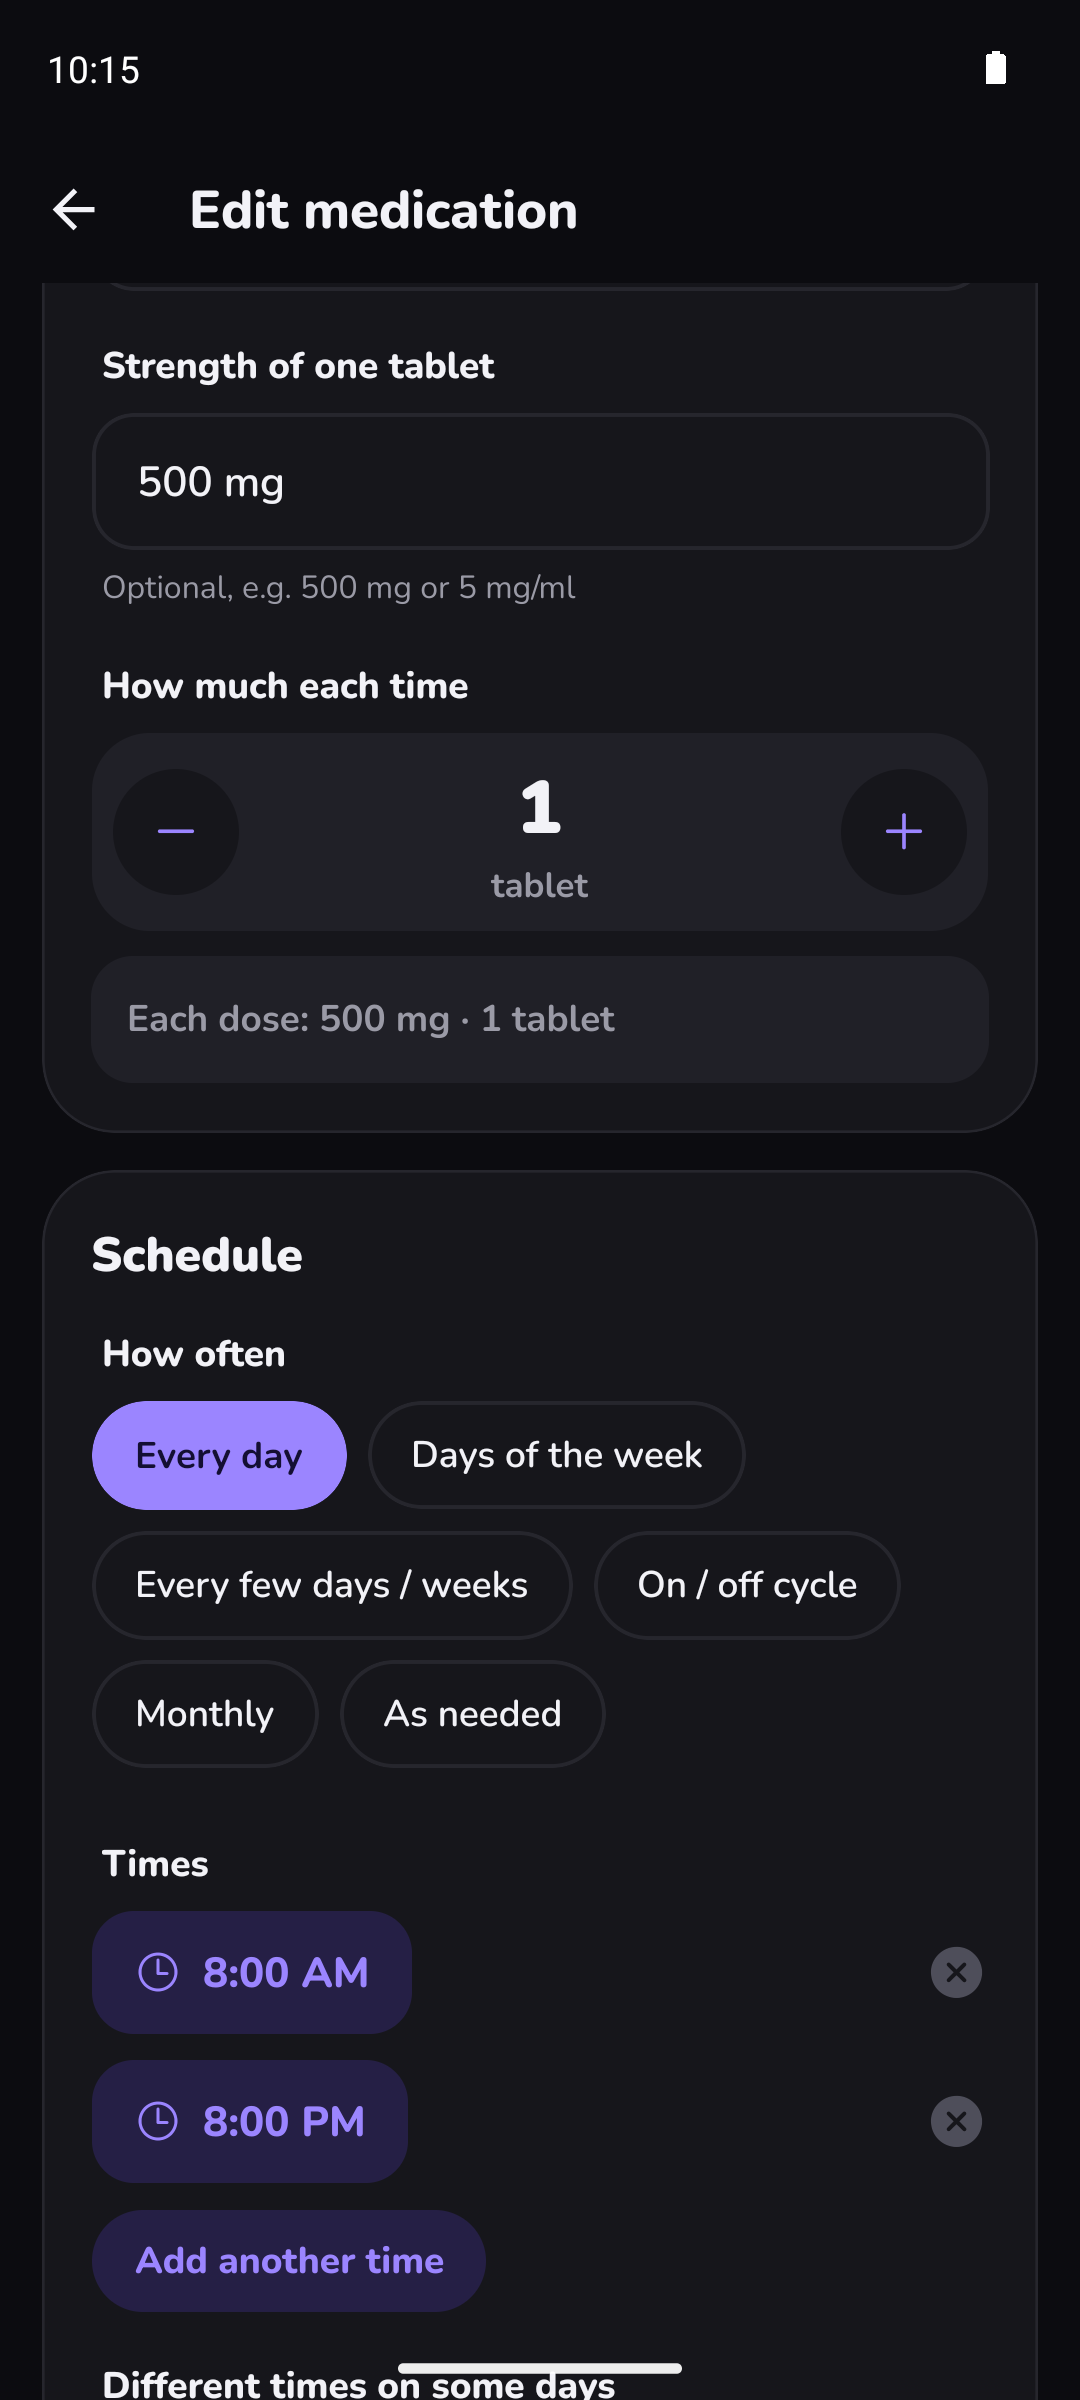 10:15
Edit medication
Strength of one tablet
500 mg
Optional, e.g. 500 mg or 5 mg/ml
How much each time
1
tablet
Each dose: 500 mg · 1 tablet
Schedule
How often
Every day
Days of the week
Every few days / weeks
On / off cycle
Monthly
As needed
Times
8:00 AM
8:00 PM
Add another time
Different times on some days